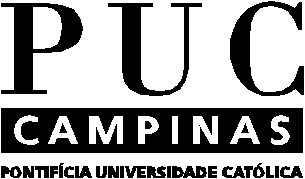 PUC
CAMPINAS
PONTIFÍCIA UNIVERSIDADE CATÓLICA